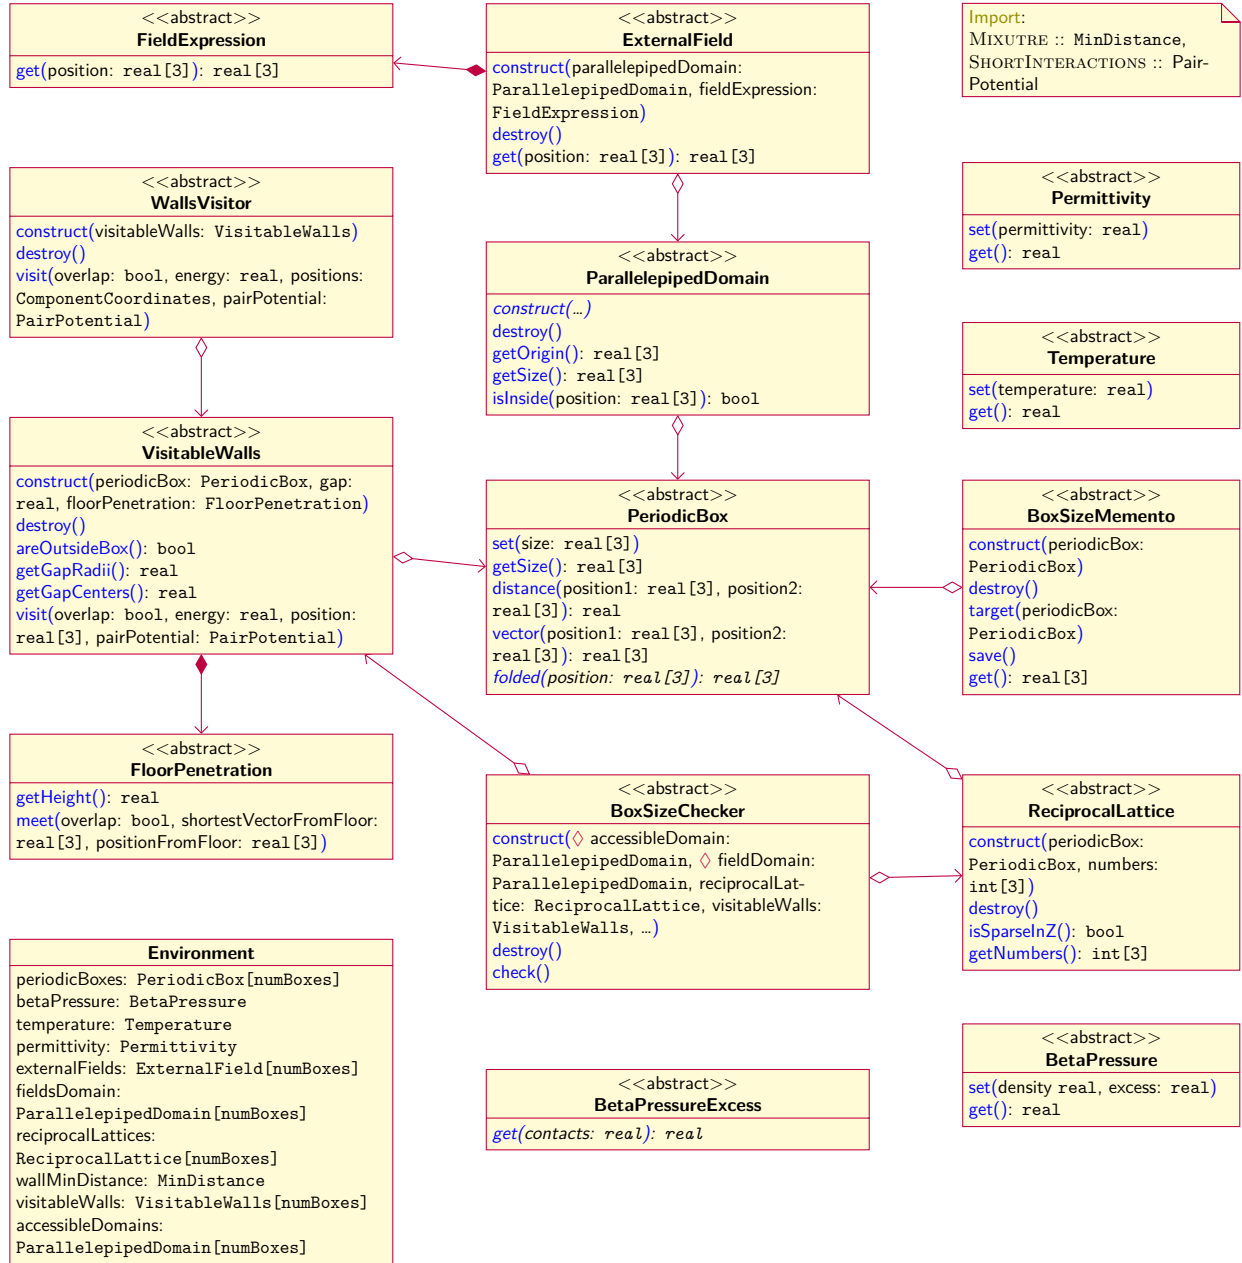 <<abstract>>
FieldExpression
get(position: real[3]): real[3]
<<abstract>>
ExternalField
construct(parallelepipedDomain:
ParallelepipedDomain, fieldExpression:
FieldExpression)
destroy()
get(position: real[3]): real[3]
Import:
MIXUTRE :: MinDistance,
SHORTINTERACTIONS :: Pair-
Potential
<<abstract>>
WallsVisitor
construct(visitableWalls: VisitableWalls)
destroy()
visit(overlap: bool, energy: real, positions:
ComponentCoordinates, pairPotential:
PairPotential)
<<abstract>>
ParallelepipedDomain
construct(…)
destroy()
getOrigin(): real[3]
getSize(): real[3]
isInside(position: real[3]): bool
<<abstract>>
Permittivity
set(permittivity: real)
get(): real
<<abstract>>
Temperature
set(temperature: real)
get(): real
<<abstract>>
VisitableWalls
construct(periodicBox: PeriodicBox, gap:
real, floorPenetration: FloorPenetration)
destroy()
areOutsideBox(): bool
getGapRadii(): real
getGapCenters(): real
visit(overlap: bool, energy: real, position:
real[3], pairPotential: PairPotential)
<<abstract>>
PeriodicBox
set(size: real[3])
getSize(): real[3]
distance(position1: real[3], position2:
real[3]): real
vector(position1: real[3], position2:
real[3]): real[3]
folded(position: real[3]): real[3]
<<abstract>>
BoxSizeMemento
construct(periodicBox:
PeriodicBox)
destroy()
target(periodicBox:
PeriodicBox)
save()
get(): real[3]
<<abstract>>
FloorPenetration
getHeight(): real
meet(overlap: bool, shortestVectorFromFloor:
real[3], positionFromFloor: real[3])
<<abstract>>
BoxSizeChecker
construct(◊ accessibleDomain:
ParallelepipedDomain, ◊ fieldDomain:
ParallelepipedDomain, reciprocalLat-
tice: ReciprocalLattice, visitableWalls:
VisitableWalls, …)
destroy()
check()
<<abstract>>
ReciprocalLattice
construct(periodicBox:
PeriodicBox, numbers:
int[3])
destroy()
isSparseInZ(): bool
getNumbers(): int[3]
Environment
periodicBoxes: PeriodicBox[numBoxes]
betaPressure: BetaPressure
temperature: Temperature
permittivity: Permittivity
externalFields: ExternalField[numBoxes]
fieldsDomain:
ParallelepipedDomain[numBoxes]
reciprocalLattices:
ReciprocalLattice[numBoxes]
wallMinDistance: MinDistance
visitableWalls: VisitableWalls[numBoxes]
accessibleDomains:
ParallelepipedDomain[numBoxes]
<<abstract>>
BetaPressureExcess
get(contacts: real): real
<<abstract>>
BetaPressure
set(density real, excess: real)
get(): real